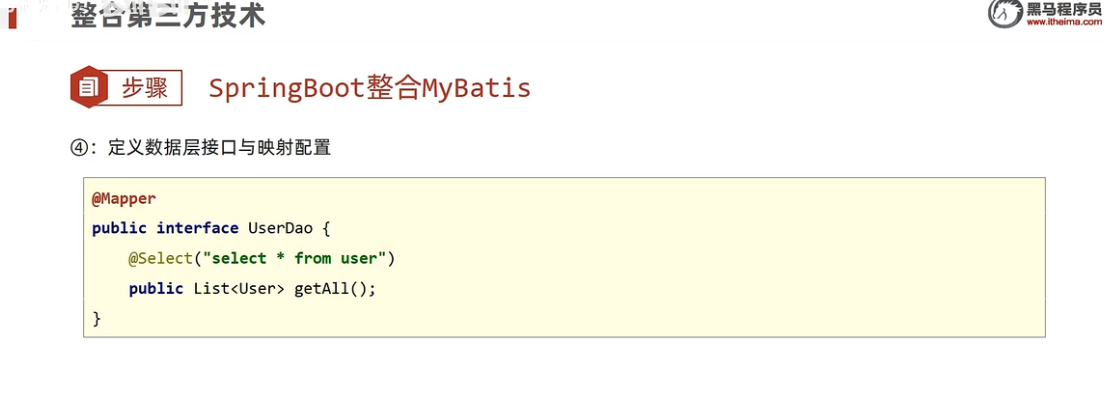 整合第三方技术
黑马程序员
www.itheima.com
步骤
SpringBoot整合MyBatis
④：定义数据层接口与映射配置
@Mapper
public interface UserDao {
    @Select("select * from user")
    public List<User> getAll();
}